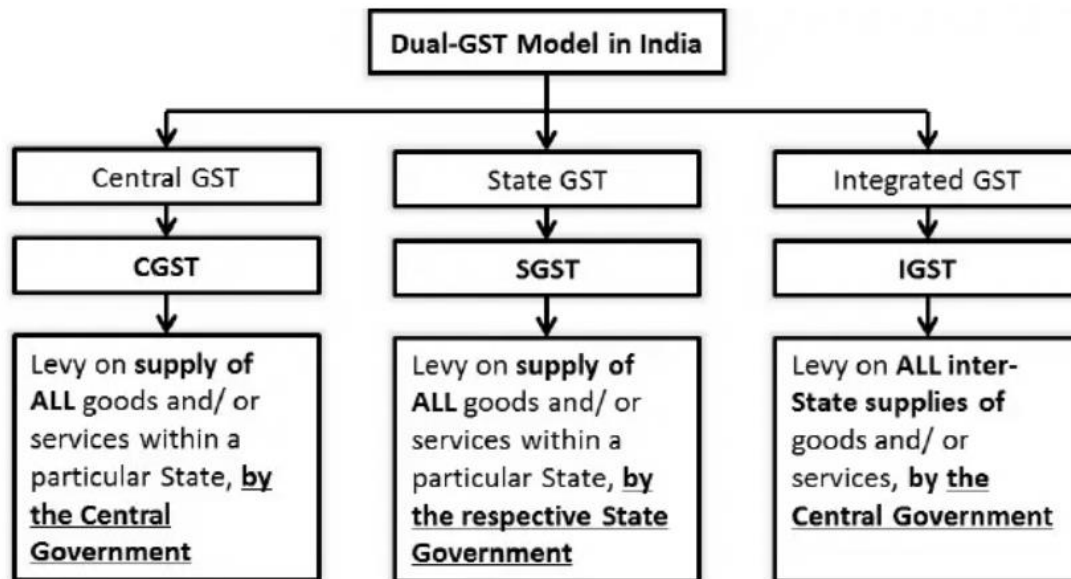 Dual-GST Model in India
Central GST
State GST
Integrated GST
CGST
SGST
IGST
Levy on supply of
ALL goods and/ or
services within a
particular State, by
the Central
Government
Levy on supply of
ALL goods and/ or
services within a
particular State, by
the respective State
Government
Levy on ALL inter-
State supplies of
goods and/ or
services, by the
Central Government